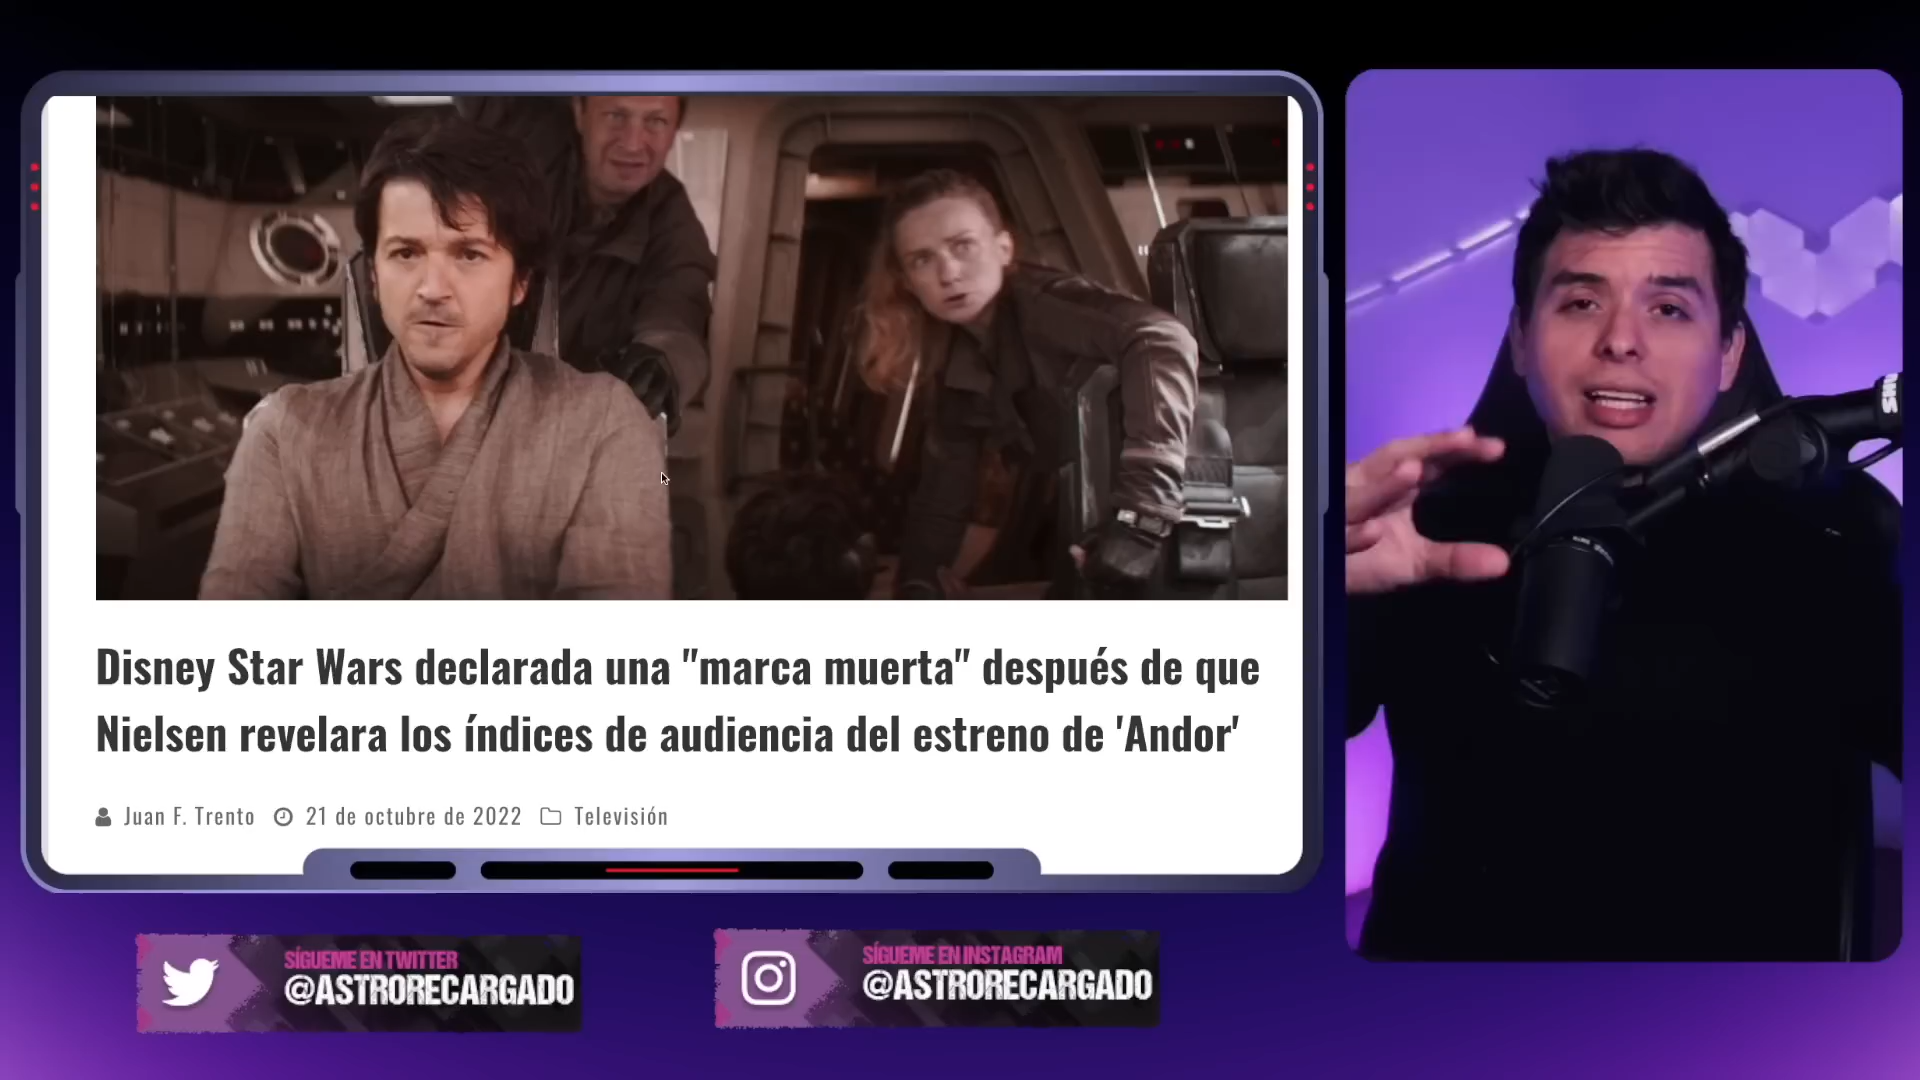 Disney Star Wars declarada una "marca muerta" después de que
Nielsen revelara los índices de audiencia del estreno de 'Andor'
Juan F. Trento 21 de octubre de 2022 Televisión
SÍGUEME EN TWITTER
@ASTRORECARGADO
SÍGUEME EN INSTAGRAM
@ASTRORECARGADO